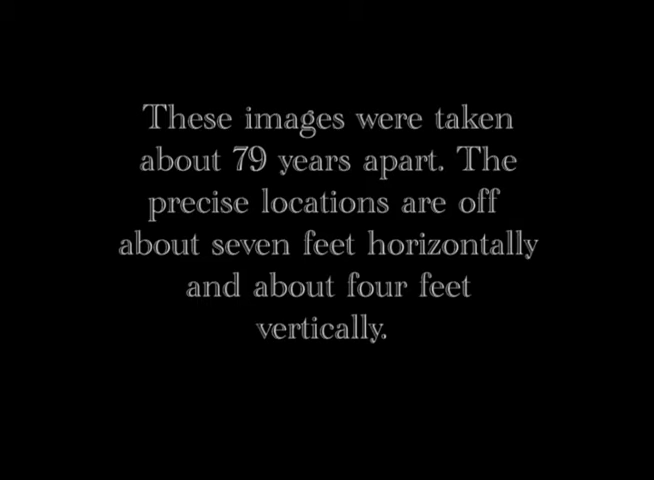 These images were taken
about 79 years apart. The
precise locations are off
about seven feet horizontally
and about four feet
vertically.